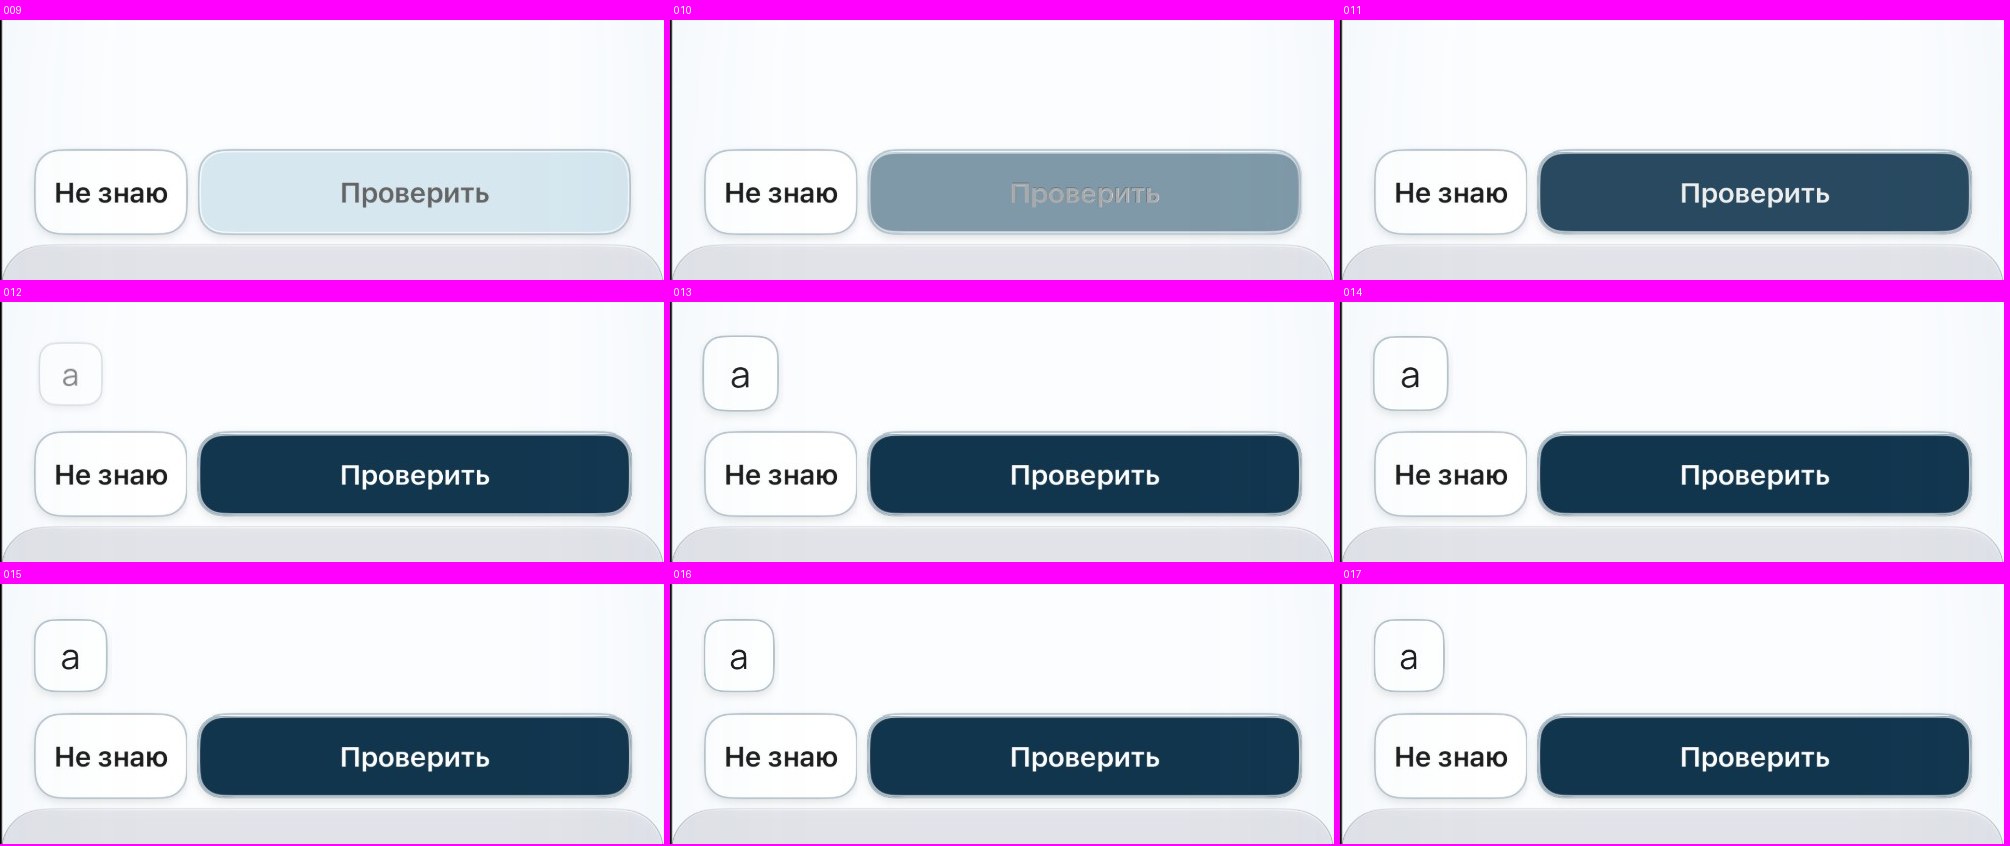 009
010
011
Не знаю
Проверить
Не знаю
Проверить
Не знаю
Проверить
012
013
014
а
а
а
Не знаю
Проверить
Не знаю
Проверить
Не знаю
Проверить
015
016
017
а
а
а
Не знаю
Проверить
Не знаю
Проверить
Не знаю
Проверить